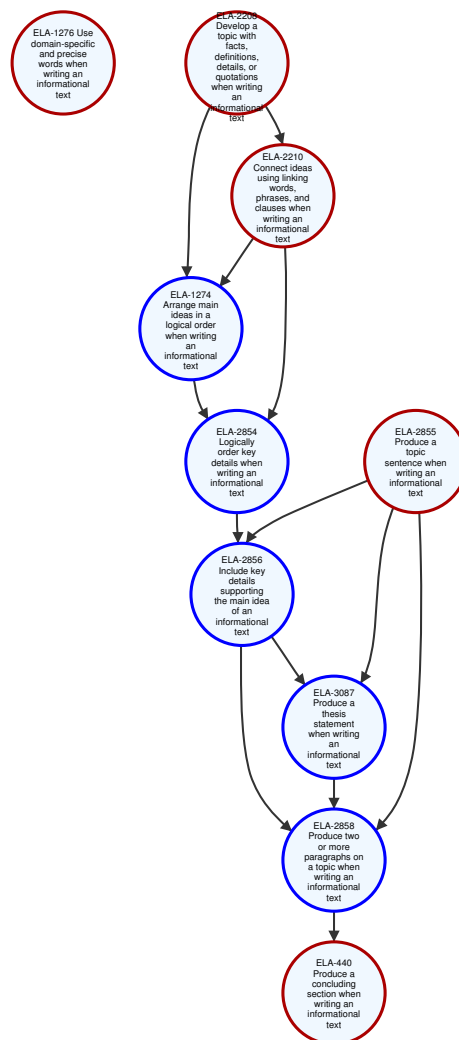 ELA-1276 Use
domain-specific
and precise
words when
writing an
informational
text
Develop a
topic with
facts,
definitions,
details, or
quotations
when writing
an
informational
text
ELA-2210
Connect ideas
using linking
words,
phrases, and
clauses when
writing an
informational
text
ELA-1274
Arrange main
ideas in a
logical order
when writing
an
informational
text
ELA-2854
Logically
order key
details when
writing an
informational
text
ELA-2855
Produce a
topic
sentence when
writing an
informational
text
ELA-2856
Include key
details
supporting
the main idea
of an
informational
text
ELA-3087
Produce a
thesis
statement
when writing
an
informational
text
ELA-2858
Produce two
or more
paragraphs on
a topic when
writing an
informational
text
ELA-440
Produce a
concluding
section when
writing an
informational
text